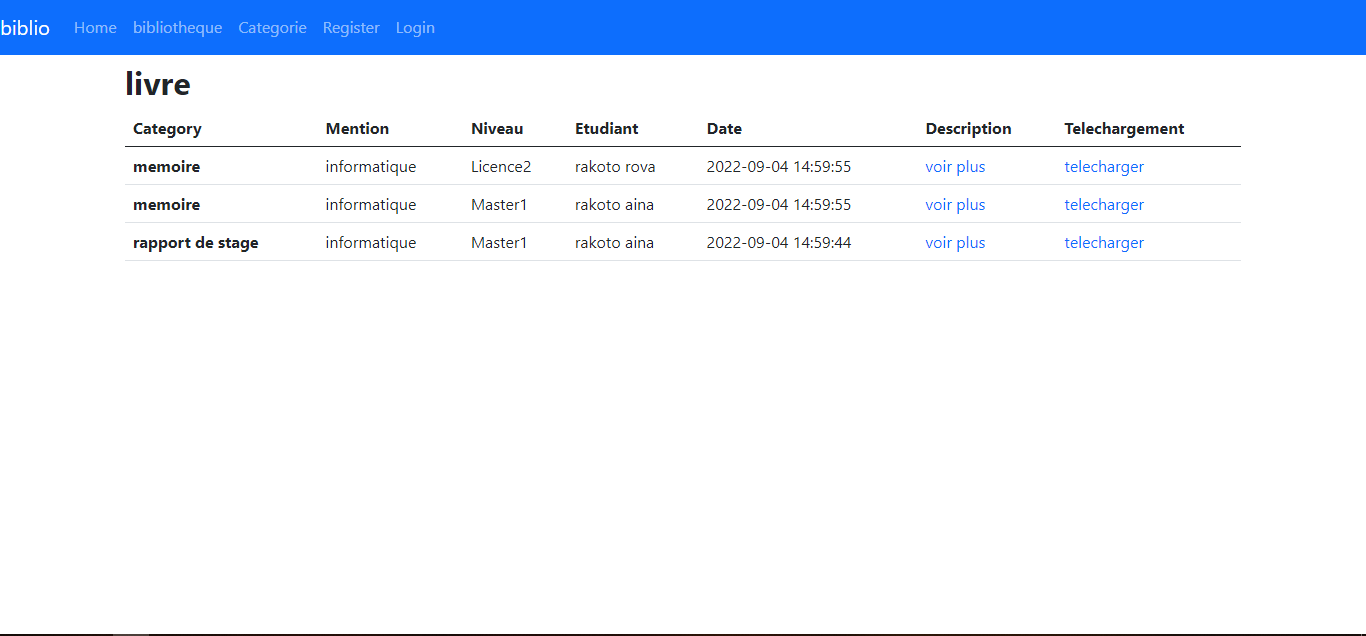 biblio Home bibliotheque Categorie Register Login
livre
Category Mention Niveau Etudiant Date Description Telechargement
memoire informatique Licence2 rakoto rova 2022-09-04 14:59:55 voir plus telecharger
memoire informatique Master1 rakoto aina 2022-09-04 14:59:55 voir plus telecharger
rapport de stage informatique Master1 rakoto aina 2022-09-04 14:59:44 voir plus telecharger